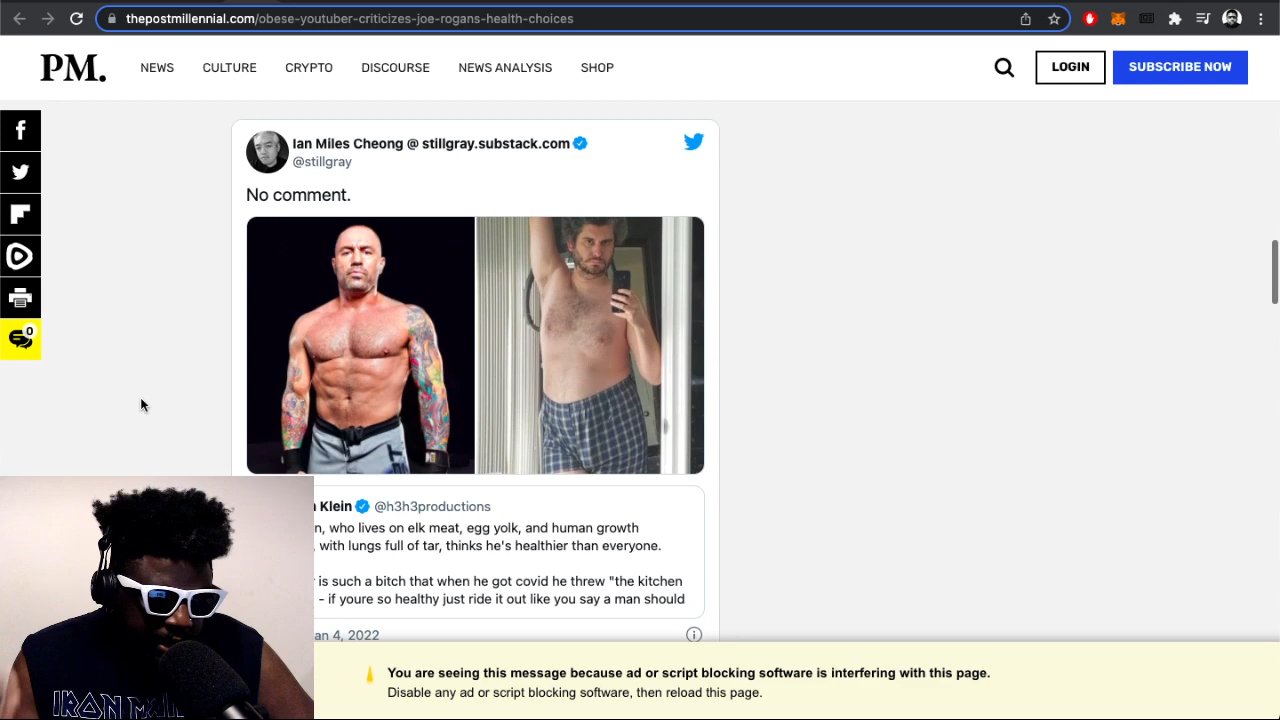 thepostmillennial.com/obese-youtuber-criticizes-joe-rogans-health-choices
PM.
NEWS
CULTURE
CRYPTO
DISCOURSE
NEWS ANALYSIS
SHOP
LOGIN
SUBSCRIBE NOW
Ian Miles Cheong @ stillgray.substack.com
@stillgray
No comment.
0
Klein @h3h3productions
n, who lives on elk meat, egg yolk, and human growth
, with lungs full of tar, thinks he's healthier than everyone.
r is such a bitch that when he got covid he threw "the kitchen
- if youre so healthy just ride it out like you say a man should
an 4, 2022
You are seeing this message because ad or script blocking software is interfering with this page.
Disable any ad or script blocking software, then reload this page.
IRON MAIDEN